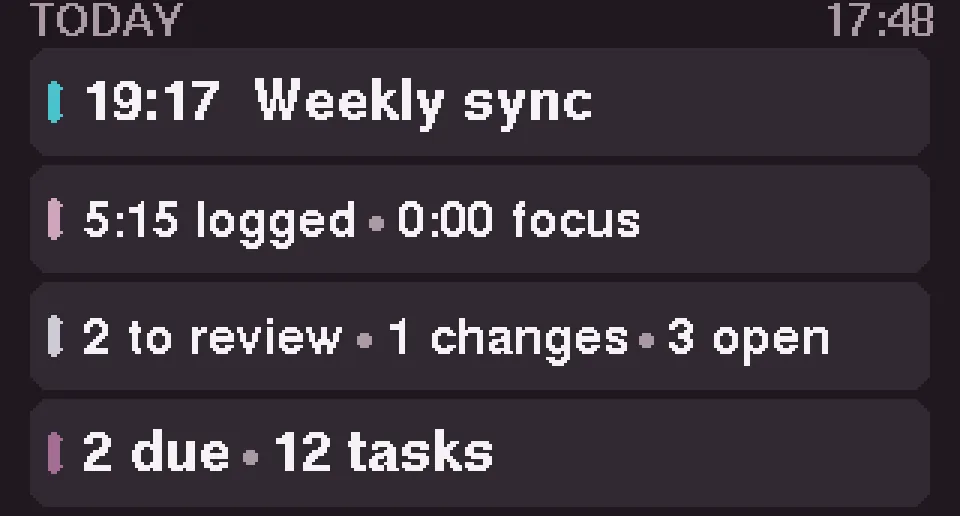 TODAY 17:48
19:17 Weekly sync
5:15 logged • 0:00 focus
2 to review • 1 changes • 3 open
2 due • 12 tasks